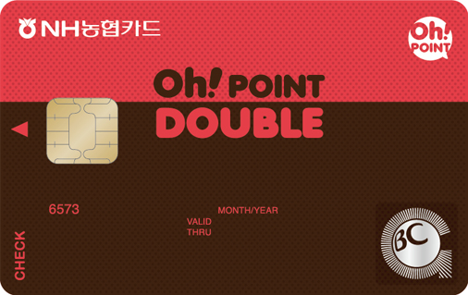 NH농협카드
Oh!
POINT
Oh! POINT
DOUBLE
6573
MONTH/YEAR
VALID
THRU
CHECK
BC